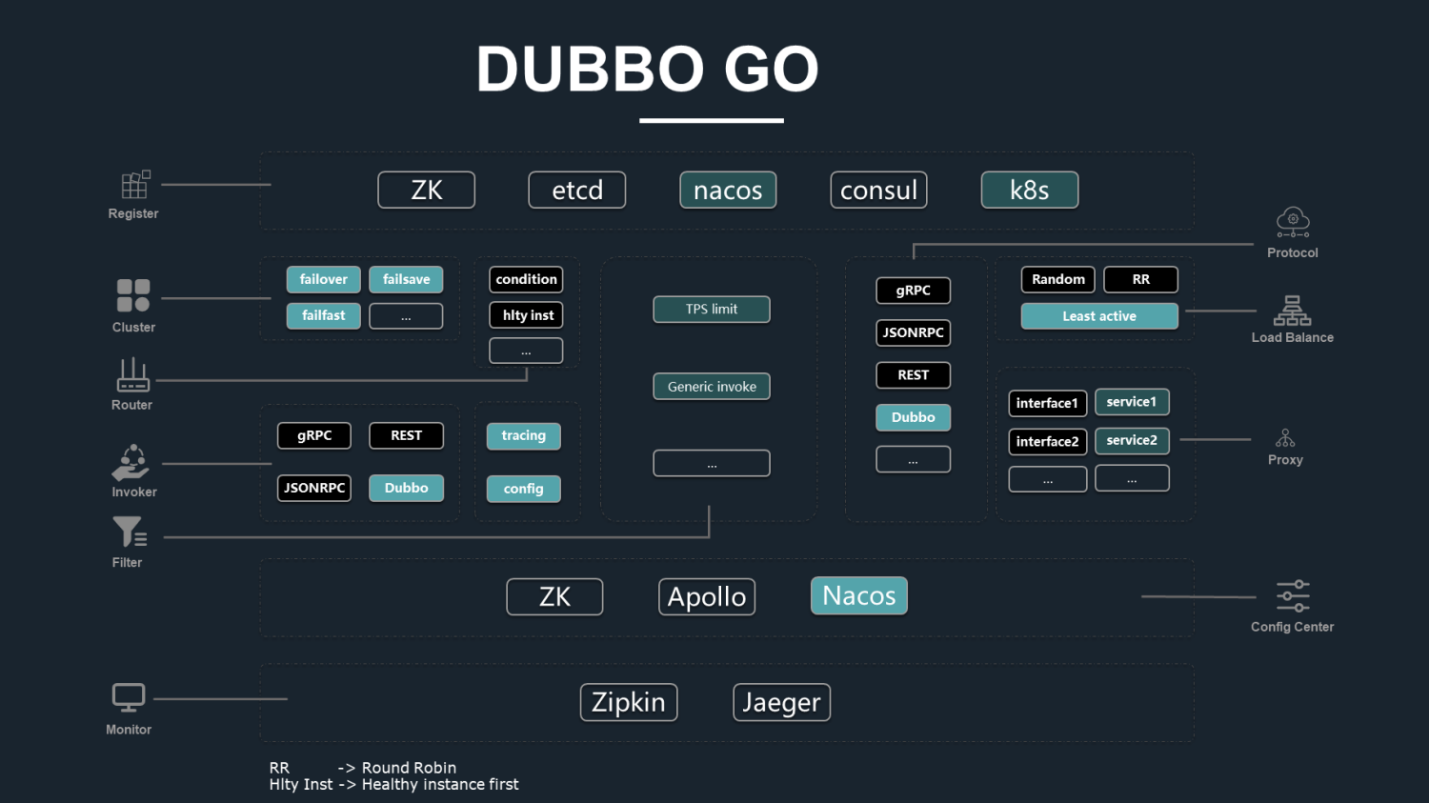 DUBBO GO
Register
ZK etcd nacos consul k8s
Protocol
Cluster
failover failsave
failfast ...
condition
hlty inst
...
Router
TPS limit
Generic invoke
...
gRPC
JSONRPC
REST
Dubbo
...
Random RR
Least active
Load Balance
interface1 service1
interface2 service2
... ...
Proxy
Invoker
gRPC REST
JSONRPC Dubbo
tracing
config
Filter
ZK Apollo Nacos
Config Center
Monitor
Zipkin Jaeger
RR -> Round Robin
Hlty Inst -> Healthy instance first